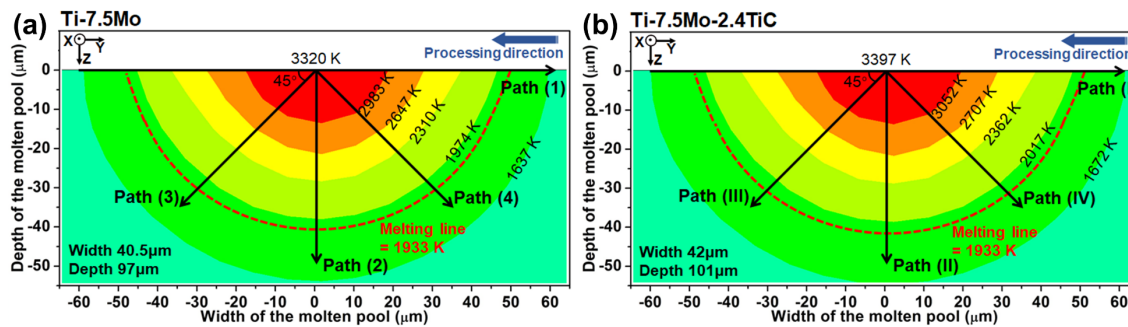 (a)
Ti-7.5Mo
X Y
Z
Processing direction
3320 K
45°
Path (1)
2983 K
2647 K
2310 K
1974 K
1637 K
Path (3)
Path (4)
Path (2)
Melting line
= 1933 K
Width 40.5μm
Depth 97μm
Depth of the molten pool (μm)
0
-10
-20
-30
-40
-50
-60 -50 -40 -30 -20 -10 0 10 20 30 40 50 60
Width of the molten pool (μm)
(b)
Ti-7.5Mo-2.4TiC
X Y
Z
Processing direction
3397 K
45°
Path (
3052 K
2707 K
2362 K
2017 K
1672 K
Path (III)
Path (IV)
Path (II)
Melting line
= 1933 K
Width 42μm
Depth 101μm
Depth of the molten pool (μm)
0
-10
-20
-30
-40
-50
-60 -50 -40 -30 -20 -10 0 10 20 30 40 50 60
Width of the molten pool (μm)